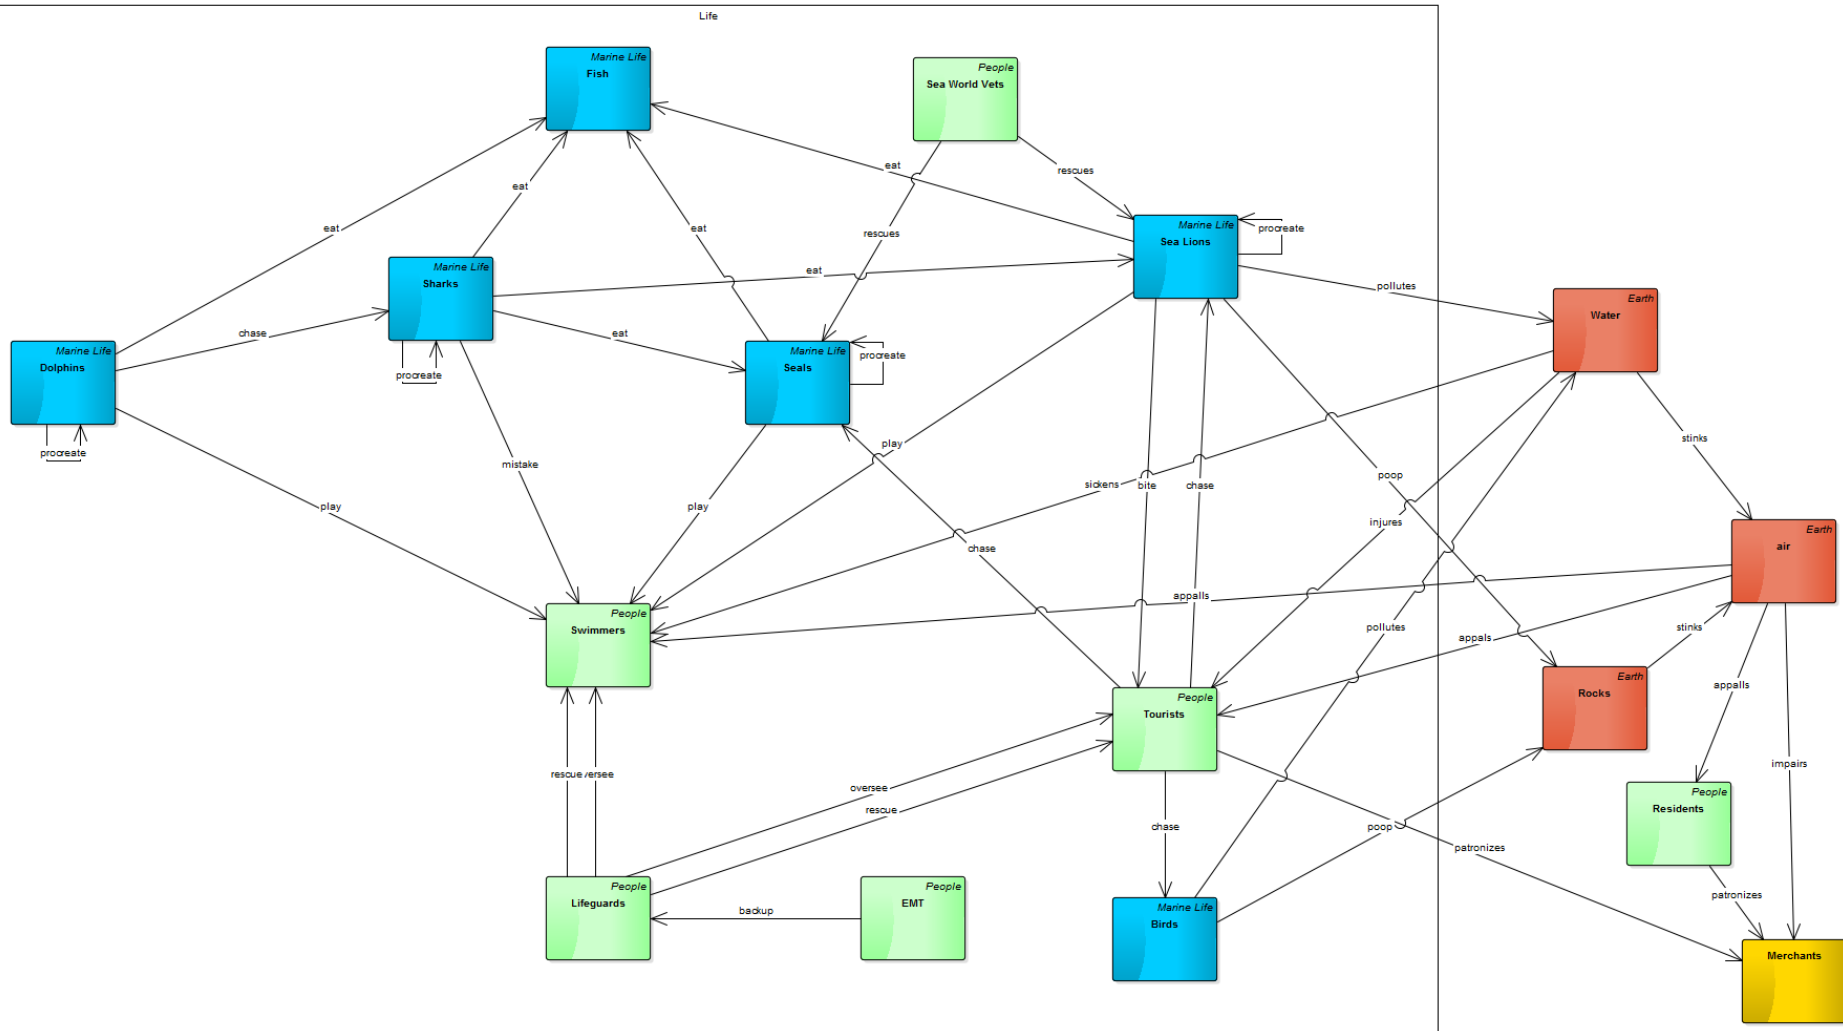 Life
Marine Life
Fish
People
Sea World Vets
eat
rescues
eat
Marine Life
Sea Lions
procreate
eat
eat
rescues
Marine Life
Sharks
eat
pollutes
Earth
Water
chase
eat
Marine Life
Dolphins
Marine Life
Seals
procreate
procreate
procreate
play
stinks
mistake
poop
sickens
bite
chase
play
play
injures
chase
Earth
air
appalls
People
Swimmers
pollutes
stinks
appals
Earth
Rocks
appalls
People
Tourists
rescue
ersee
oversee
rescue
impairs
People
Residents
chase
poop
patronizes
People
Lifeguards
People
EMT
backup
patronizes
Marine Life
Birds
Merchants